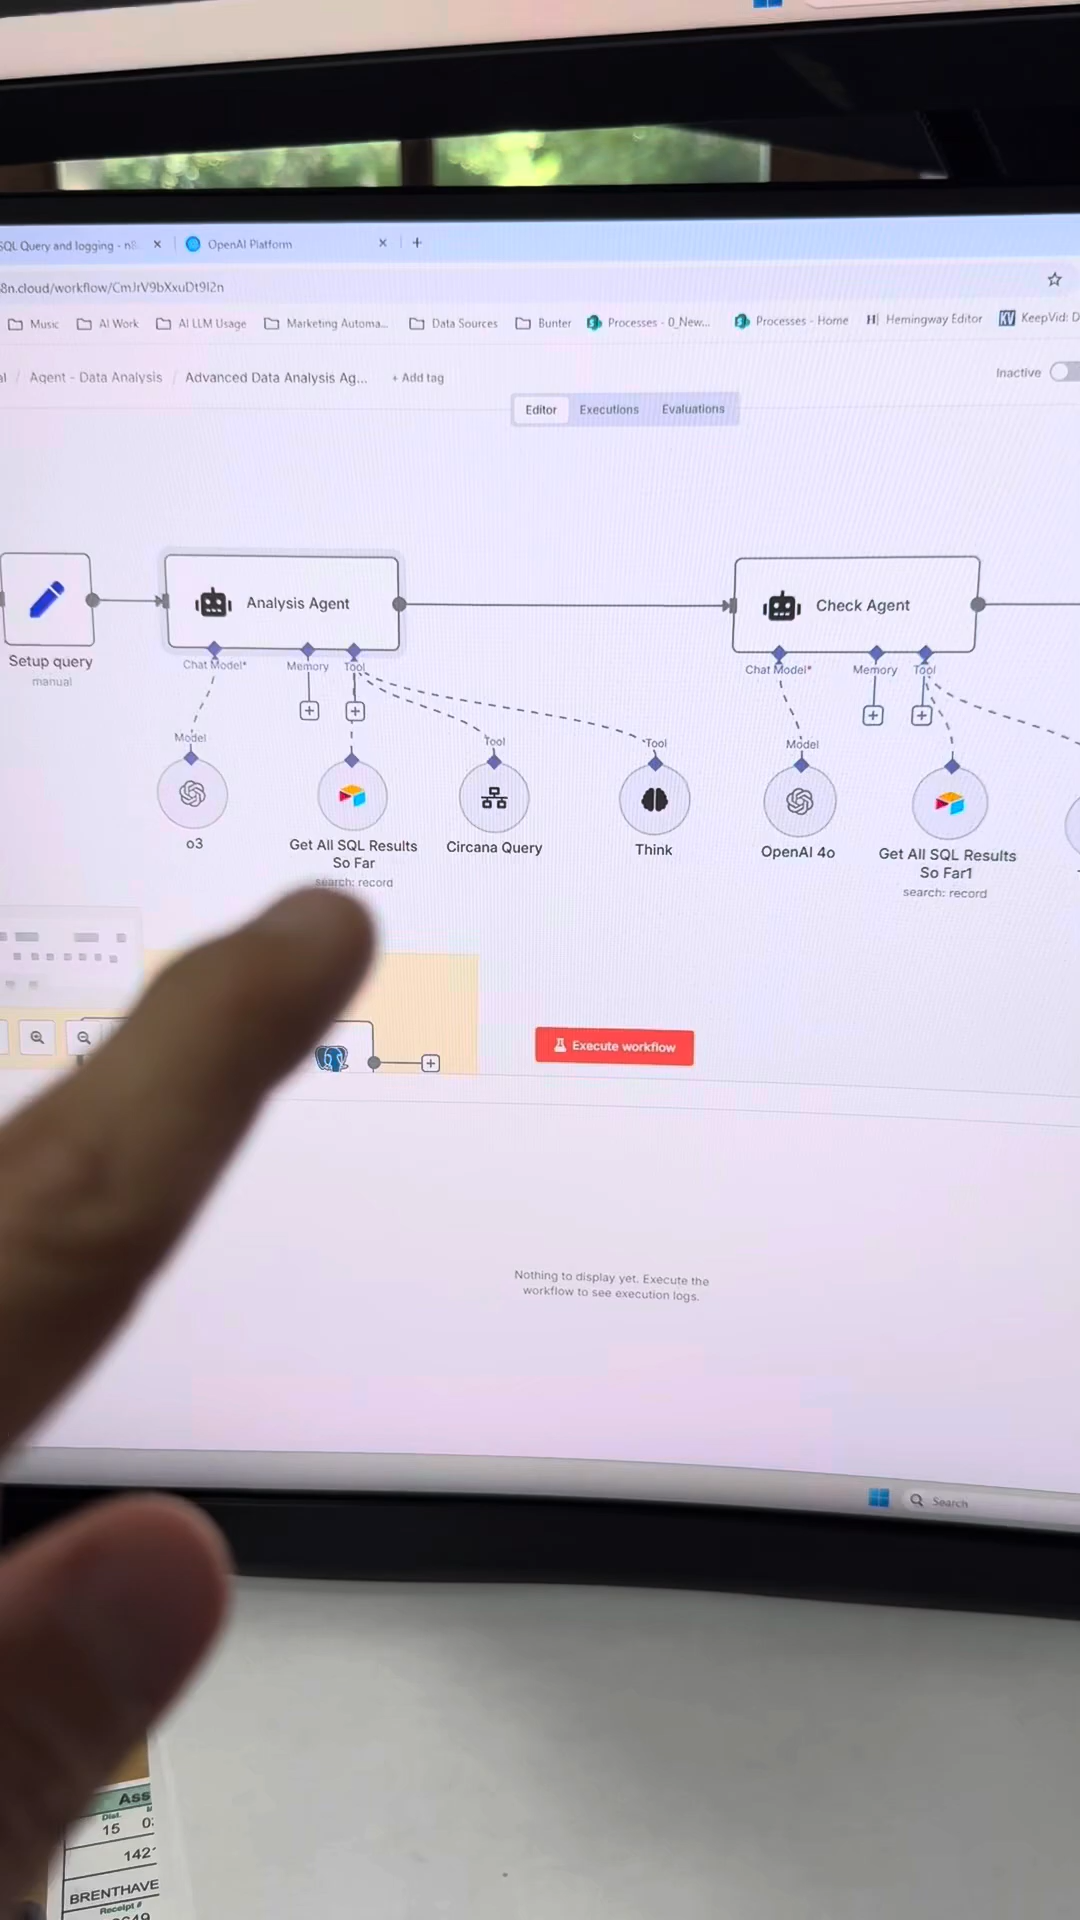 SQL Query and logging - n8
OpenAI Platform
8n.cloud/workflow/CmJrV9bXxuDt9I2n
Music
AI Work
AI LLM Usage
Marketing Automa...
Data Sources
Bunter
Processes - 0_New...
Processes - Home
H|
Hemingway Editor
KV
KeepVid: D
al / Agent - Data Analysis / Advanced Data Analysis Ag...
+ Add tag
Inactive
Editor
Executions
Evaluations
Analysis Agent
Check Agent
Setup query
manual
Chat Model*
Memory
Tool
Chat Model*
Memory
Tool
Model
Tool
Tool
Model
o3
Get All SQL Results
So Far
search: record
Circana Query
Think
OpenAI 4o
Get All SQL Results
So Far1
search: record
Execute workflow
Nothing to display yet. Execute the
workflow to see execution logs.
Search
Ass
Dist.
15 0:
142
BRENTHAVE
Receipt #